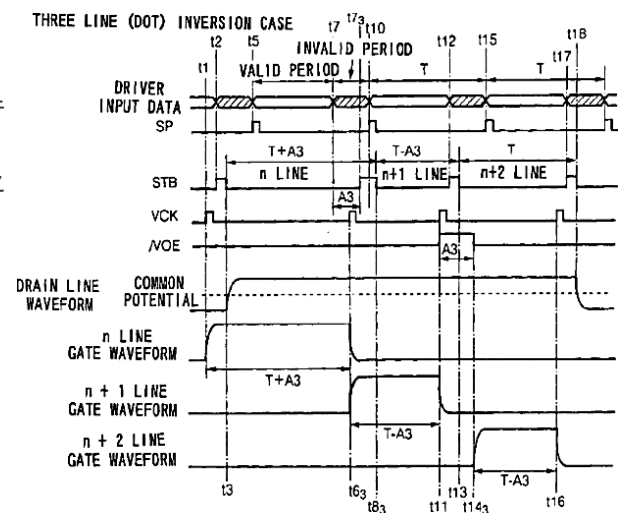 THREE LINE (DOT) INVERSION CASE
t7 t7₃ t10 t18
t1 t2 t5 INVALID PERIOD t12 t15 t17
VALID PERIOD T T
DRIVER
INPUT DATA
SP
T+A3 T-A3 T
n LINE n+1 LINE n+2 LINE
STB
A3
VCK
/VOE
A3
DRAIN LINE
WAVEFORM
COMMON
POTENTIAL
n LINE
GATE WAVEFORM
T+A3
n + 1 LINE
GATE WAVEFORM
T-A3
n + 2 LINE
GATE WAVEFORM
T-A3
t3 t6₃ t8₃ t11 t13 t14₃ t16